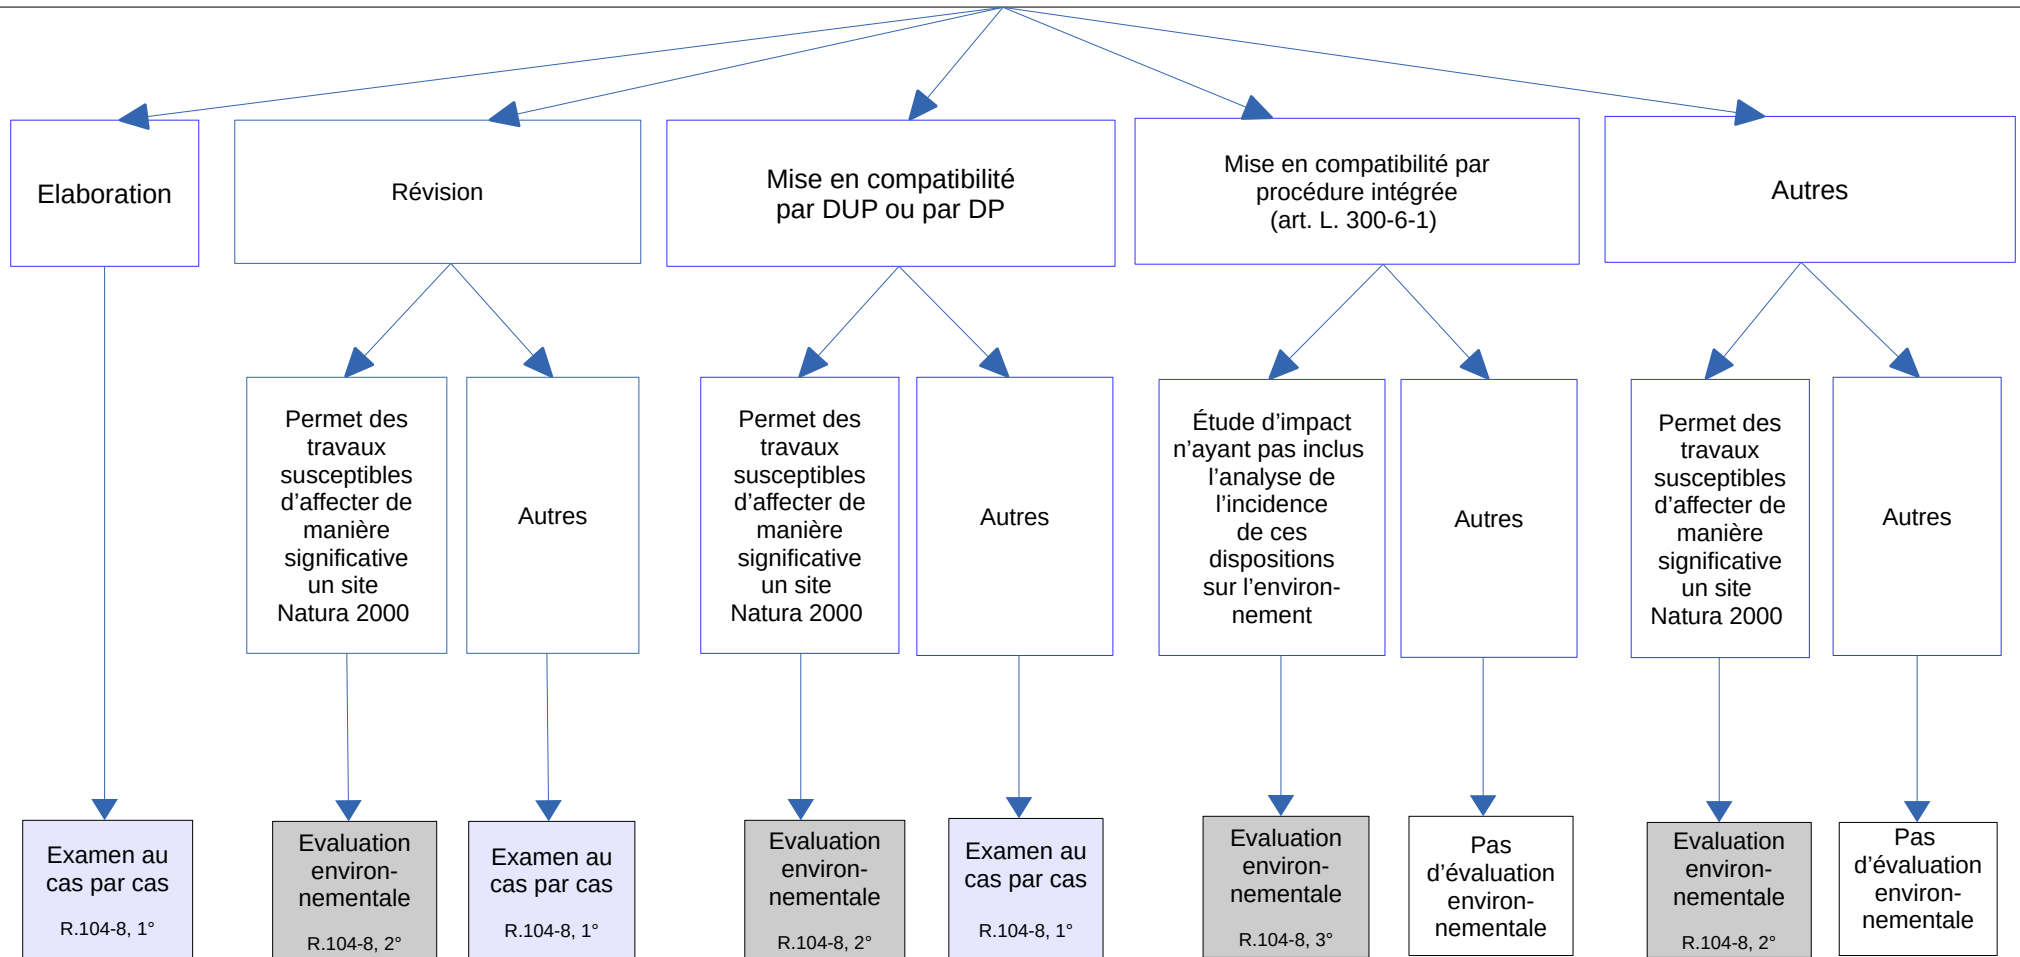 Elaboration
Révision
Mise en compatibilité
par DUP ou par DP
Mise en compatibilité par
procédure intégrée
(art. L. 300-6-1)
Autres
Permet des
travaux
susceptibles
d’affecter de
manière
significative
un site
Natura 2000
Autres
Permet des
travaux
susceptibles
d’affecter de
manière
significative
un site
Natura 2000
Autres
Étude d’impact
n’ayant pas inclus
l’analyse de
l’incidence
de ces
dispositions
sur l’environ-
nement
Autres
Permet des
travaux
susceptibles
d’affecter de
manière
significative
un site
Natura 2000
Autres
Examen au
cas par cas
R.104-8, 1°
Evaluation
environ-
nementale
R.104-8, 2°
Examen au
cas par cas
R.104-8, 1°
Evaluation
environ-
nementale
R.104-8, 2°
Examen au
cas par cas
R.104-8, 1°
Evaluation
environ-
nementale
R.104-8, 3°
Pas
d’évaluation
environ-
nementale
Evaluation
environ-
nementale
R.104-8, 2°
Pas
d’évaluation
environ-
nementale